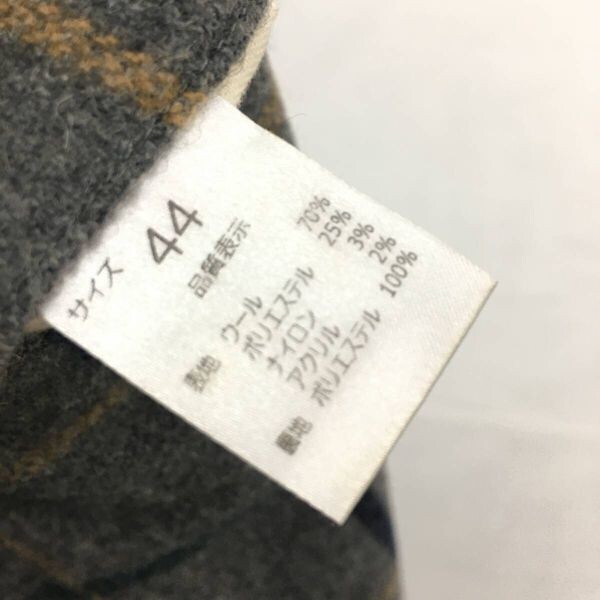 サイズ 44
品質表示
表地 ウール 70%
ポリエステル 25%
ナイロン 3%
アクリル 2%
裏地 ポリエステル 100%